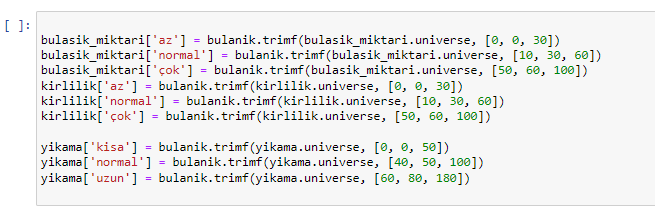 [ ]:
bulasik_miktari['az'] = bulanik.trimf(bulasik_miktari.universe, [0, 0, 30])
bulasik_miktari['normal'] = bulanik.trimf(bulasik_miktari.universe, [10, 30, 60])
bulasik_miktari['çok'] = bulanik.trimf(bulasik_miktari.universe, [50, 60, 100])
kirlilik['az'] = bulanik.trimf(kirlilik.universe, [0, 0, 30])
kirlilik['normal'] = bulanik.trimf(kirlilik.universe, [10, 30, 60])
kirlilik['çok'] = bulanik.trimf(kirlilik.universe, [50, 60, 100])
yikama['kisa'] = bulanik.trimf(yikama.universe, [0, 0, 50])
yikama['normal'] = bulanik.trimf(yikama.universe, [40, 50, 100])
yikama['uzun'] = bulanik.trimf(yikama.universe, [60, 80, 180])